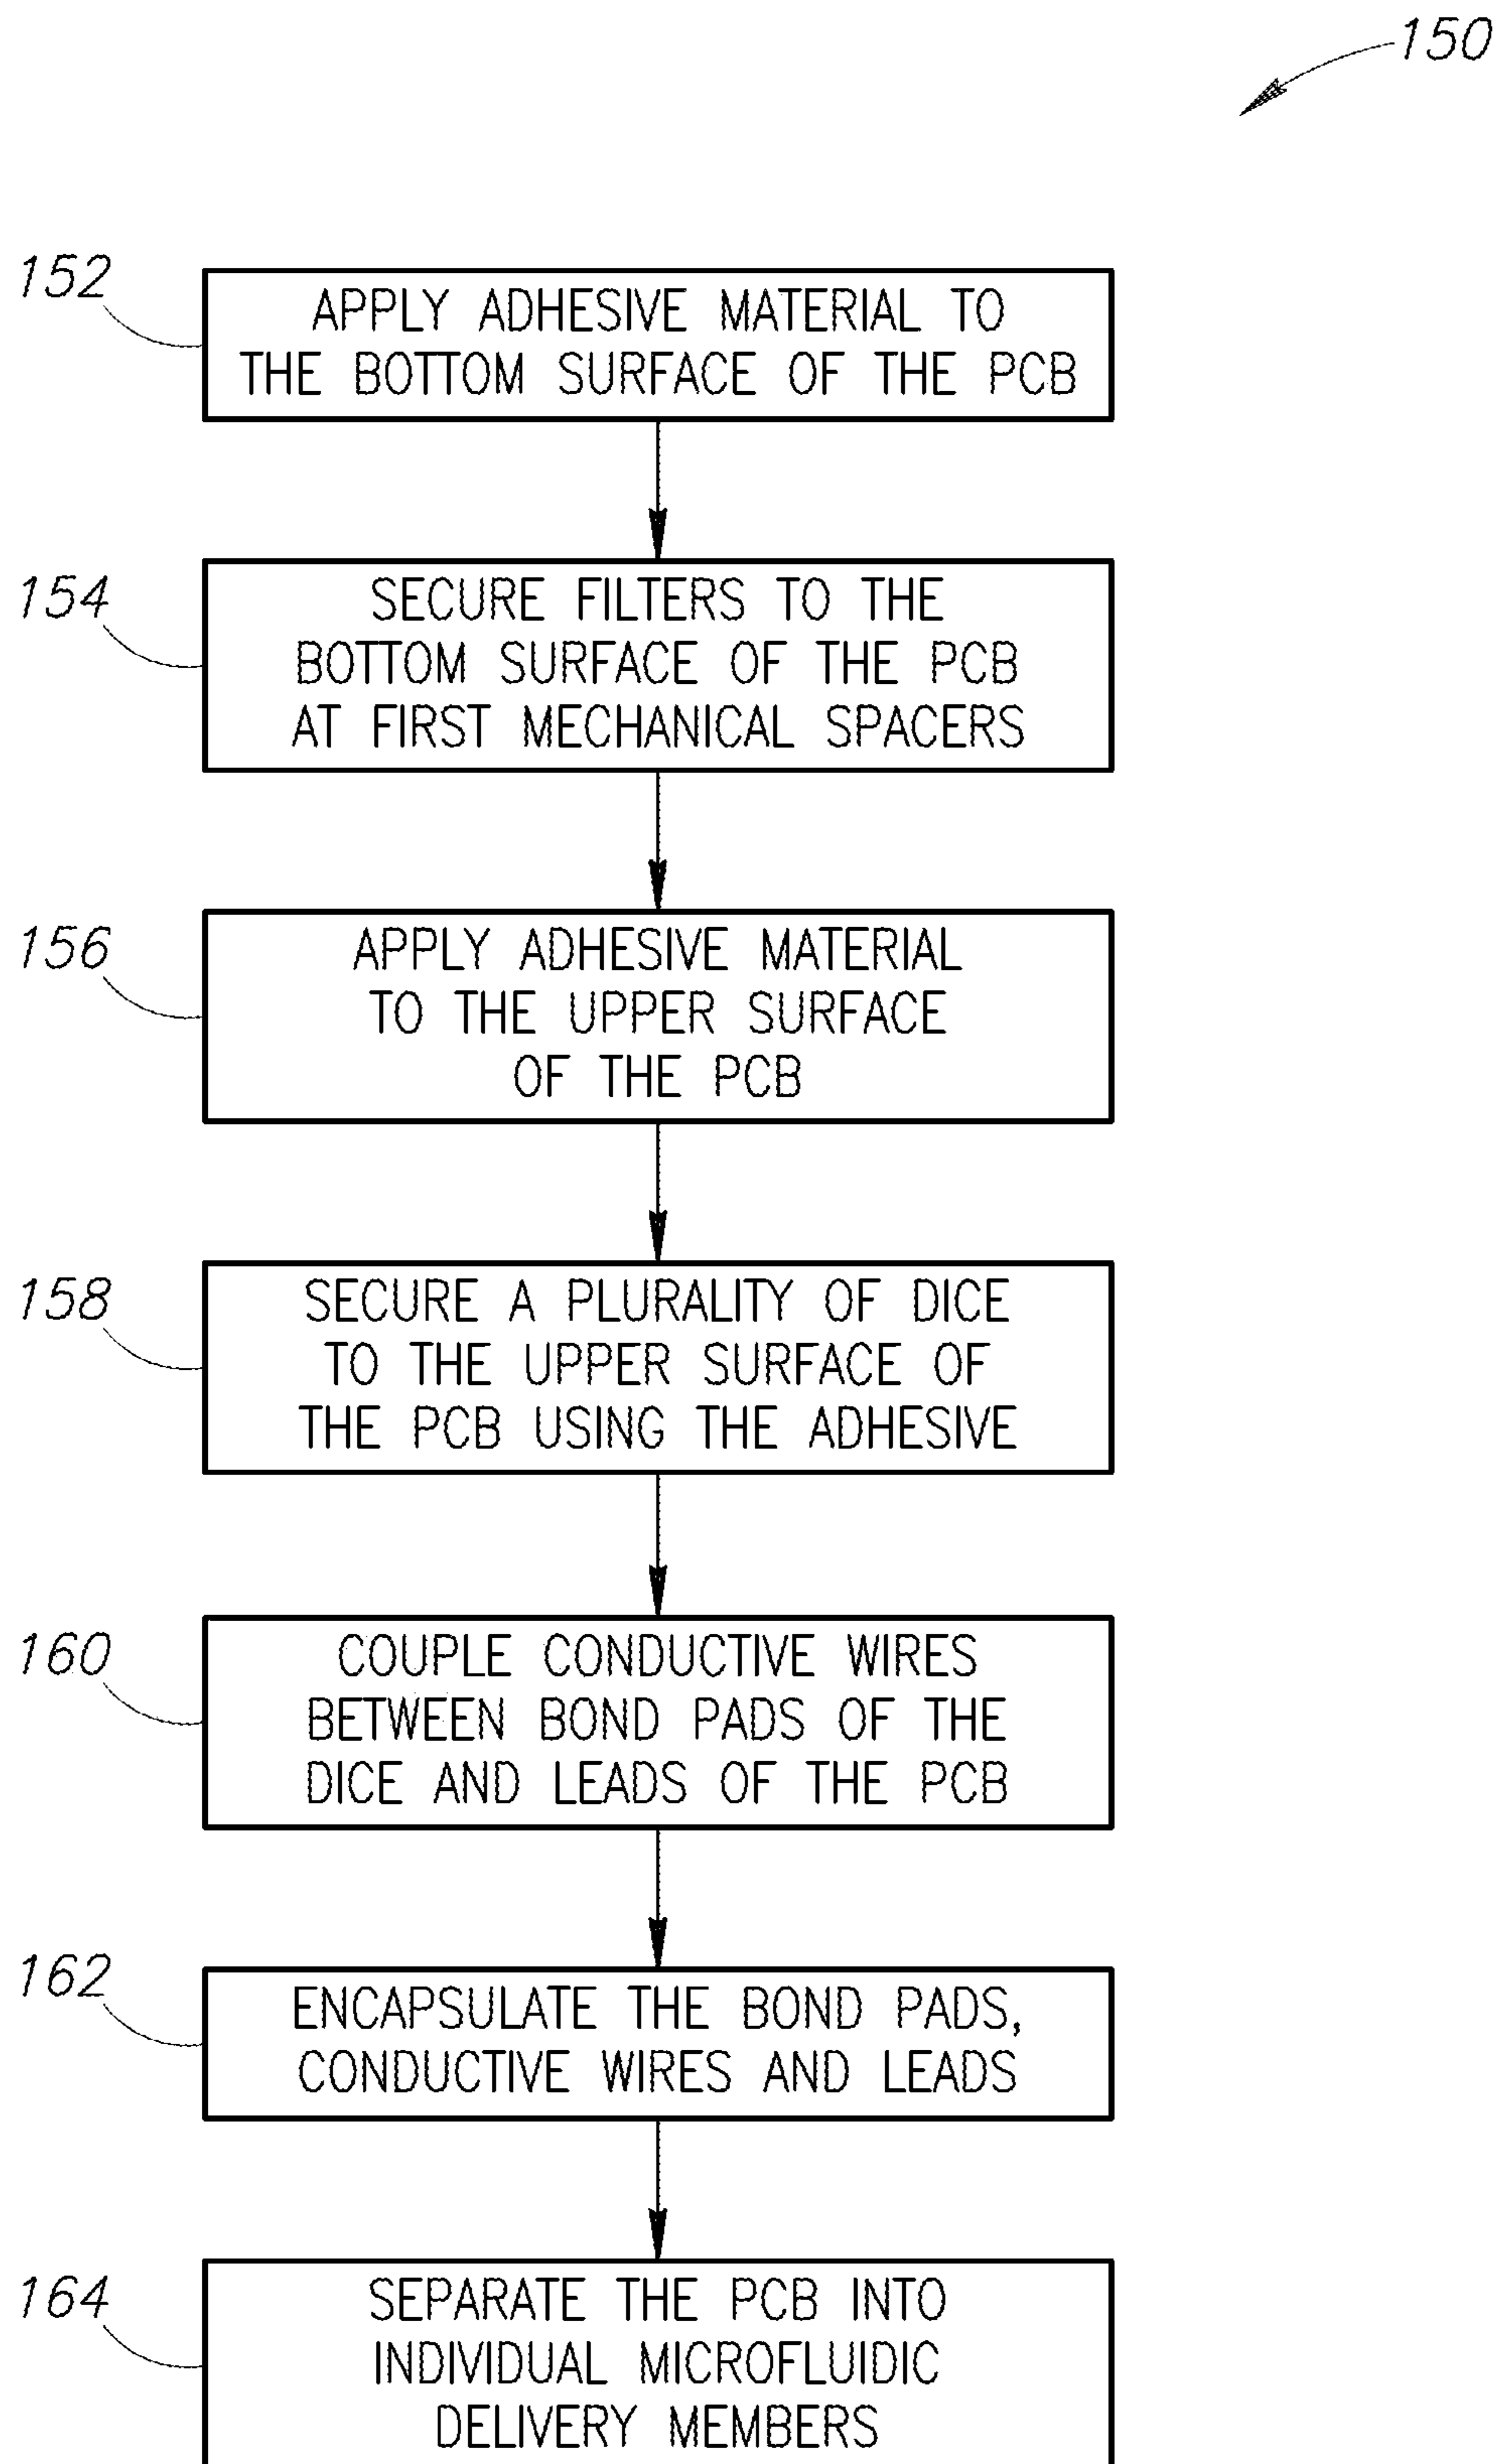 150
152
APPLY ADHESIVE MATERIAL TO
THE BOTTOM SURFACE OF THE PCB
154
SECURE FILTERS TO THE
BOTTOM SURFACE OF THE PCB
AT FIRST MECHANICAL SPACERS
156
APPLY ADHESIVE MATERIAL
TO THE UPPER SURFACE
OF THE PCB
158
SECURE A PLURALITY OF DICE
TO THE UPPER SURFACE OF
THE PCB USING THE ADHESIVE
160
COUPLE CONDUCTIVE WIRES
BETWEEN BOND PADS OF THE
DICE AND LEADS OF THE PCB
162
ENCAPSULATE THE BOND PADS,
CONDUCTIVE WIRES AND LEADS
164
SEPARATE THE PCB INTO
INDIVIDUAL MICROFLUIDIC
DELIVERY MEMBERS